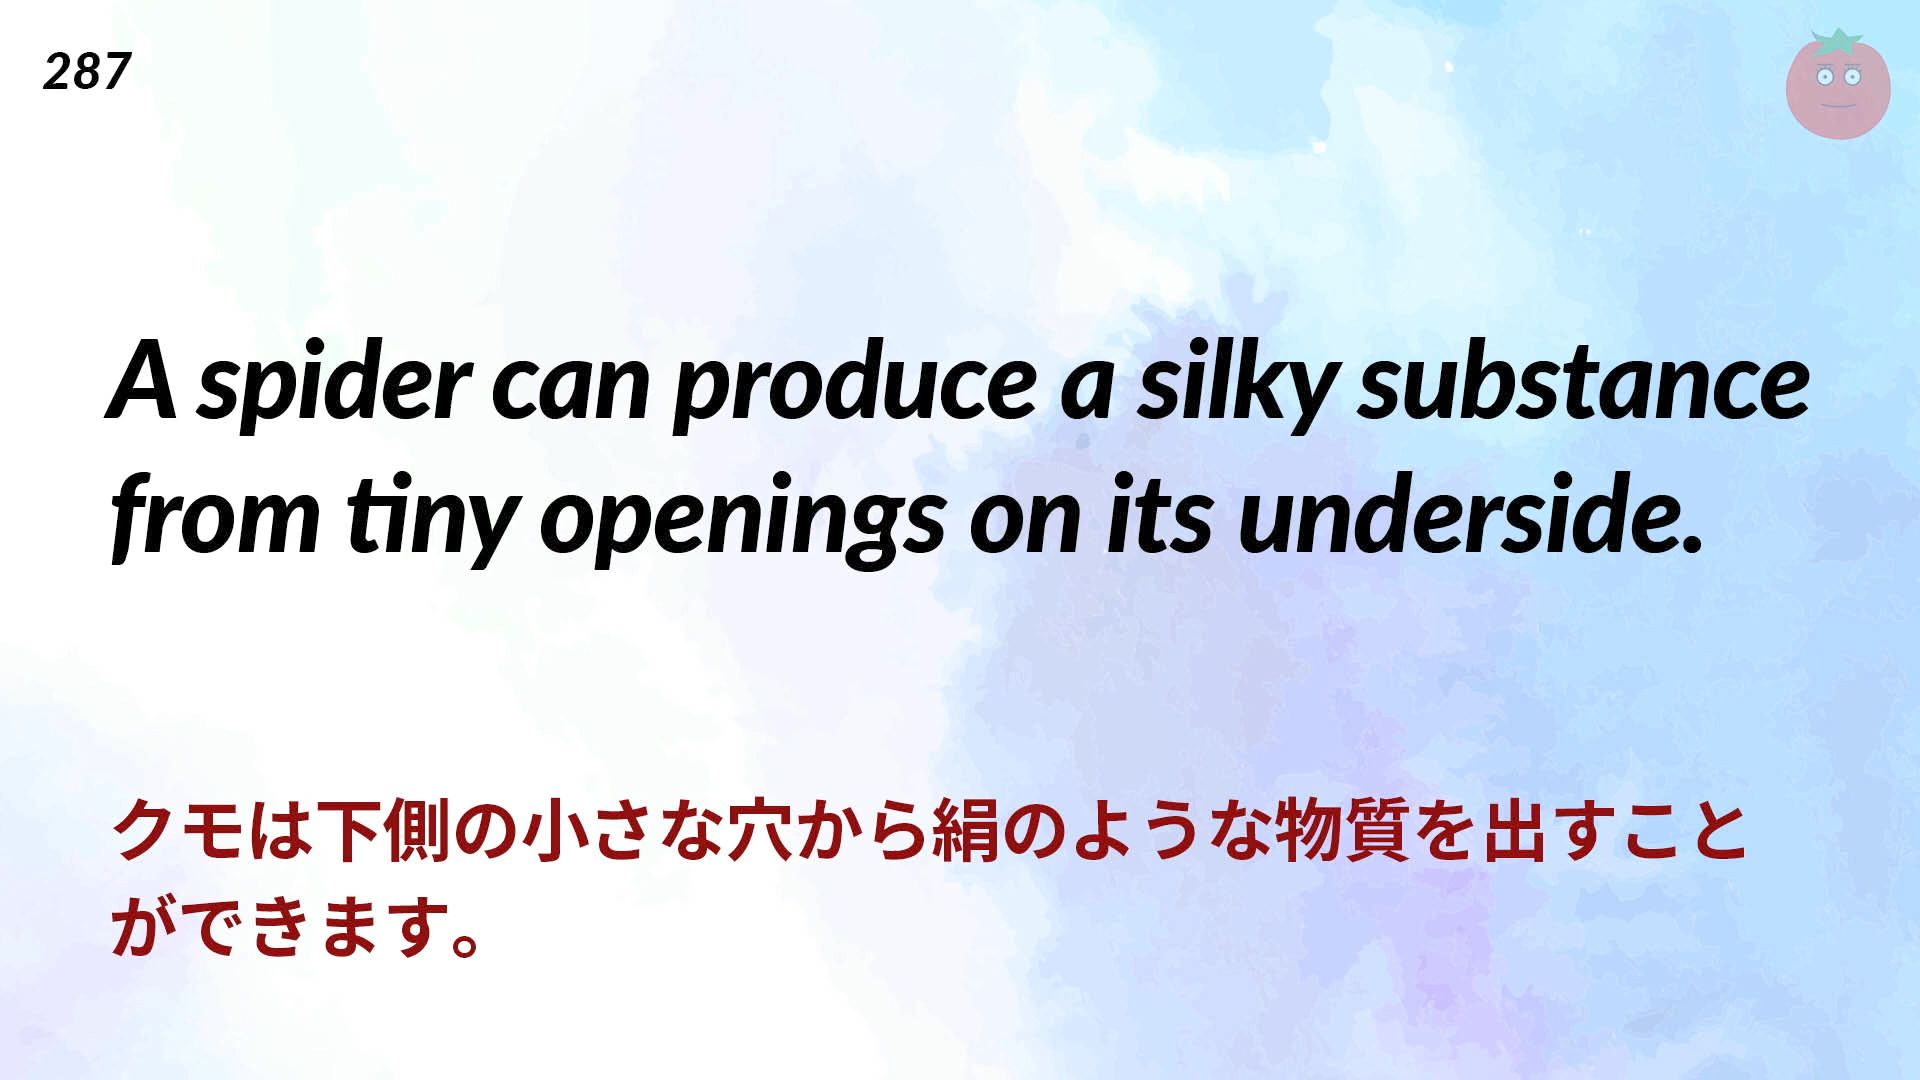 287
A spider can produce a silky substance
from tiny openings on its underside.
クモは下側の小さな穴から絹のような物質を出すこと
ができます。